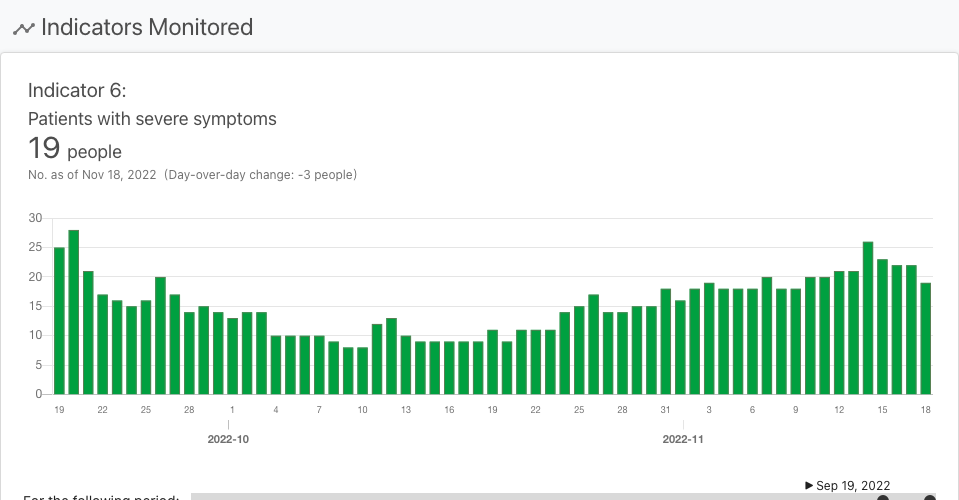 Indicators Monitored
Indicator 6:
Patients with severe symptoms
19 people
No. as of Nov 18, 2022 (Day-over-day change: -3 people)
30
25
20
15
10
5
0
19 22 25 28 1 4 7 10 13 16 19 22 25 28 31 3 6 9 12 15 18
2022-10 2022-11
▶ Sep 19, 2022
For the following period: